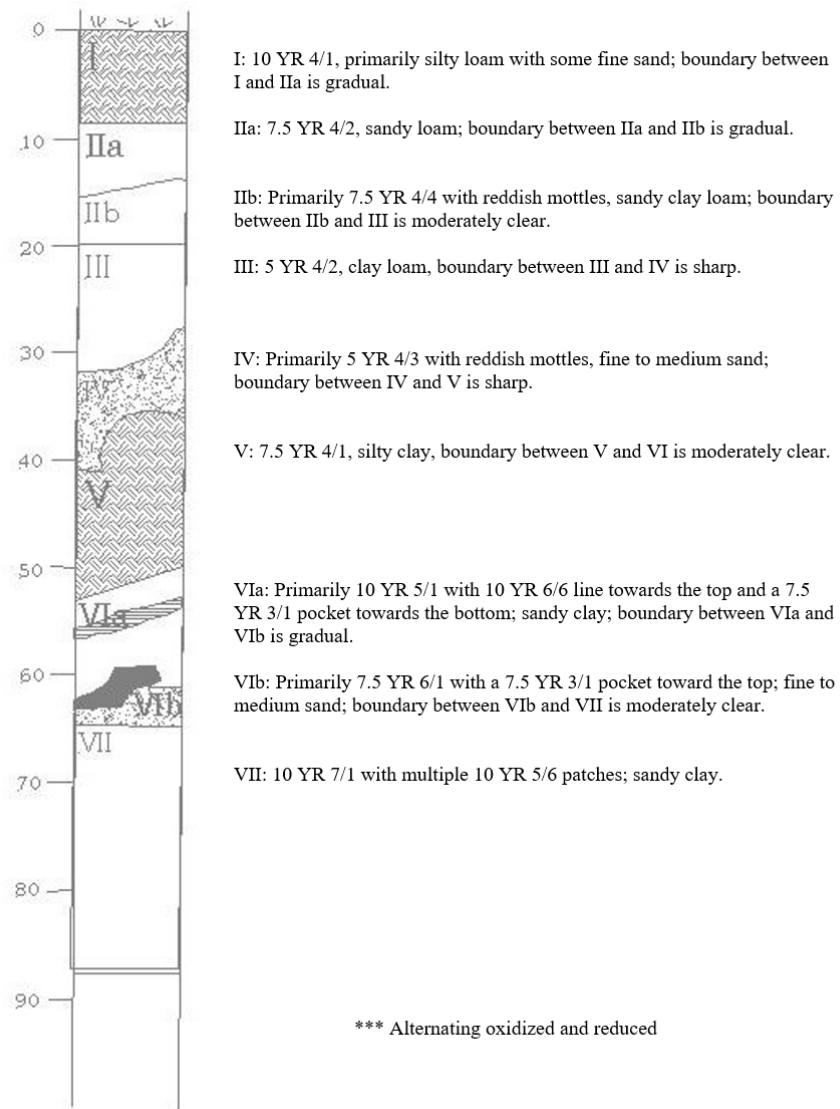 0
I
I: 10 YR 4/1, primarily silty loam with some fine sand; boundary between
I and IIa is gradual.
10
IIa
IIa: 7.5 YR 4/2, sandy loam; boundary between IIa and IIb is gradual.
IIb
IIb: Primarily 7.5 YR 4/4 with reddish mottles, sandy clay loam; boundary
between IIb and III is moderately clear.
20
III
III: 5 YR 4/2, clay loam, boundary between III and IV is sharp.
30
IV
IV: Primarily 5 YR 4/3 with reddish mottles, fine to medium sand;
boundary between IV and V is sharp.
40
V
V: 7.5 YR 4/1, silty clay, boundary between V and VI is moderately clear.
50
VIa
VIa: Primarily 10 YR 5/1 with 10 YR 6/6 line towards the top and a 7.5
YR 3/1 pocket towards the bottom; sandy clay; boundary between VIa and
VIb is gradual.
60
VIb
VIb: Primarily 7.5 YR 6/1 with a 7.5 YR 3/1 pocket toward the top; fine to
medium sand; boundary between VIb and VII is moderately clear.
VII
VII: 10 YR 7/1 with multiple 10 YR 5/6 patches; sandy clay.
70
80
90
*** Alternating oxidized and reduced